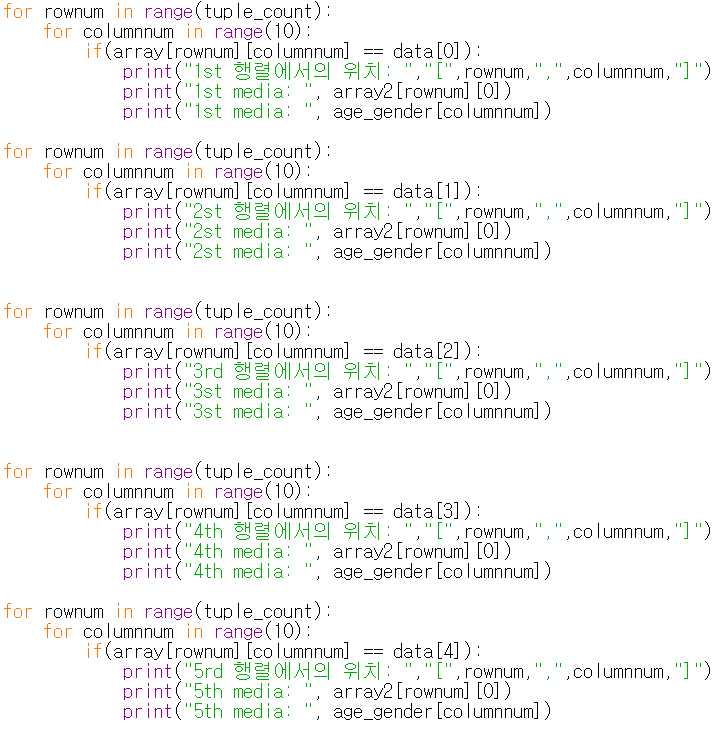 for rownum in range(tuple_count):
    for columnnum in range(10):
        if(array[rownum][columnnum] == data[0]):
            print("1st 행렬에서의 위치: ","[",rownum,",",columnnum,"]")
            print("1st media: ", array2[rownum][0])
            print("1st media: ", age_gender[columnnum])

for rownum in range(tuple_count):
    for columnnum in range(10):
        if(array[rownum][columnnum] == data[1]):
            print("2st 행렬에서의 위치: ","[",rownum,",",columnnum,"]")
            print("2st media: ", array2[rownum][0])
            print("2st media: ", age_gender[columnnum])


for rownum in range(tuple_count):
    for columnnum in range(10):
        if(array[rownum][columnnum] == data[2]):
            print("3rd 행렬에서의 위치: ","[",rownum,",",columnnum,"]")
            print("3st media: ", array2[rownum][0])
            print("3st media: ", age_gender[columnnum])


for rownum in range(tuple_count):
    for columnnum in range(10):
        if(array[rownum][columnnum] == data[3]):
            print("4th 행렬에서의 위치: ","[",rownum,",",columnnum,"]")
            print("4th media: ", array2[rownum][0])
            print("4th media: ", age_gender[columnnum])

for rownum in range(tuple_count):
    for columnnum in range(10):
        if(array[rownum][columnnum] == data[4]):
            print("5rd 행렬에서의 위치: ","[",rownum,",",columnnum,"]")
            print("5th media: ", array2[rownum][0])
            print("5th media: ", age_gender[columnnum])